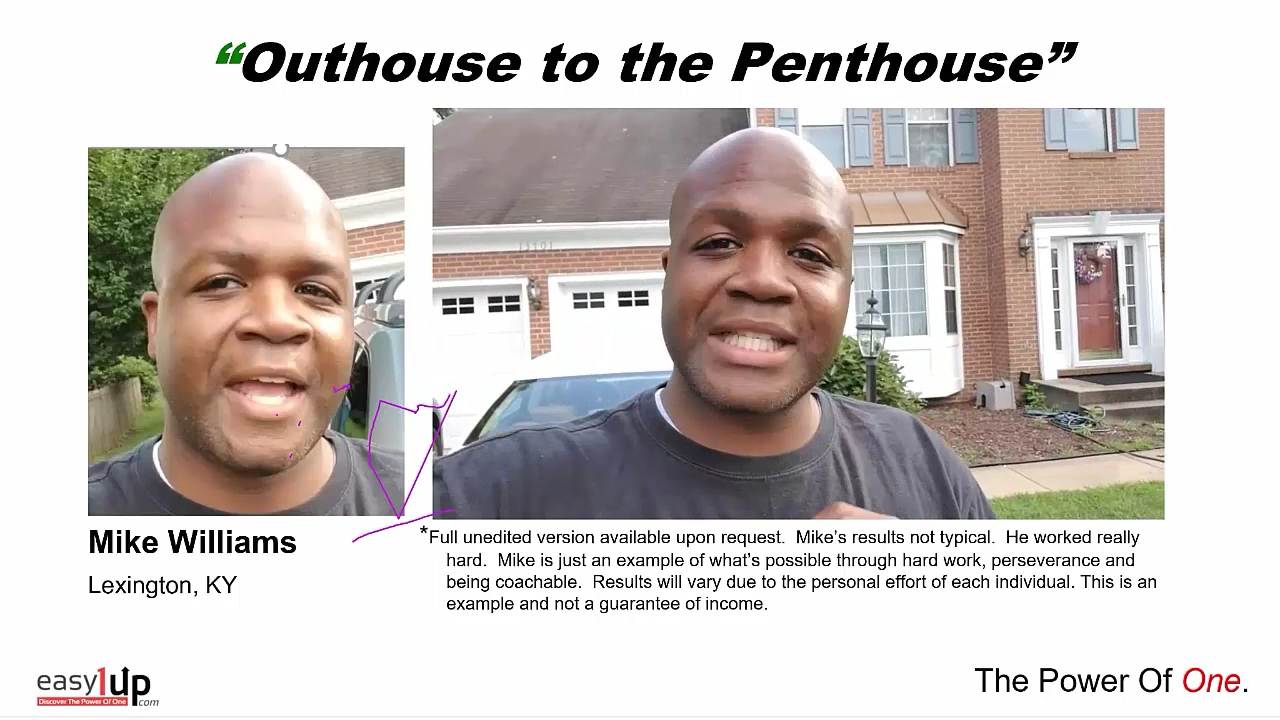 “Outhouse to the Penthouse”
Mike Williams
Lexington, KY
*Full unedited version available upon request. Mike’s results not typical. He worked really
hard. Mike is just an example of what’s possible through hard work, perseverance and
being coachable. Results will vary due to the personal effort of each individual. This is an
example and not a guarantee of income.
easy1up
Discover The Power Of One .com
The Power Of One.